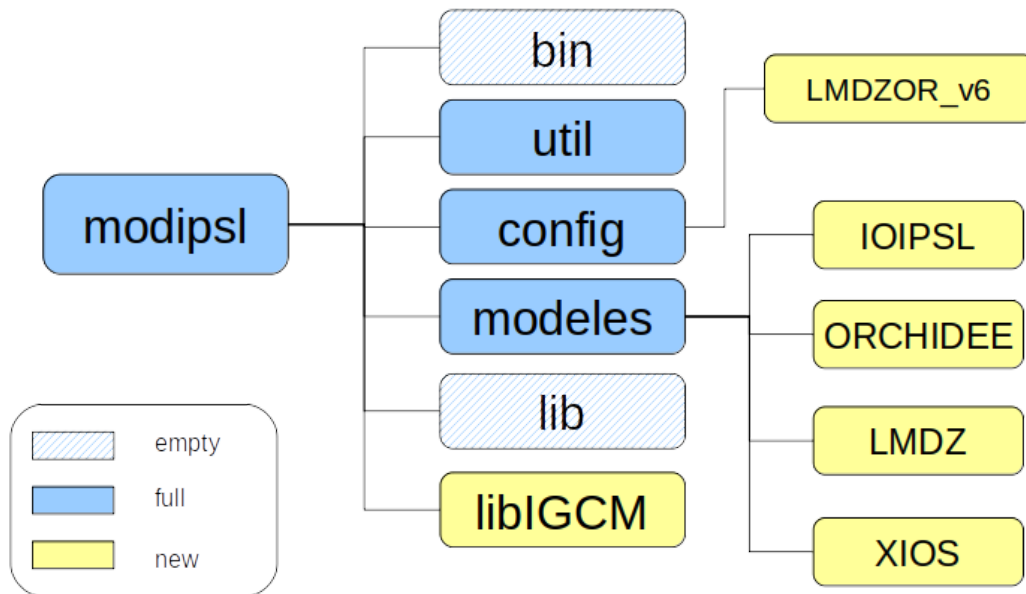 bin
LMDZOR_v6
util
modipsl
config
IOIPSL
modeles
ORCHIDEE
lib
LMDZ
libIGCM
XIOS
empty
full
new